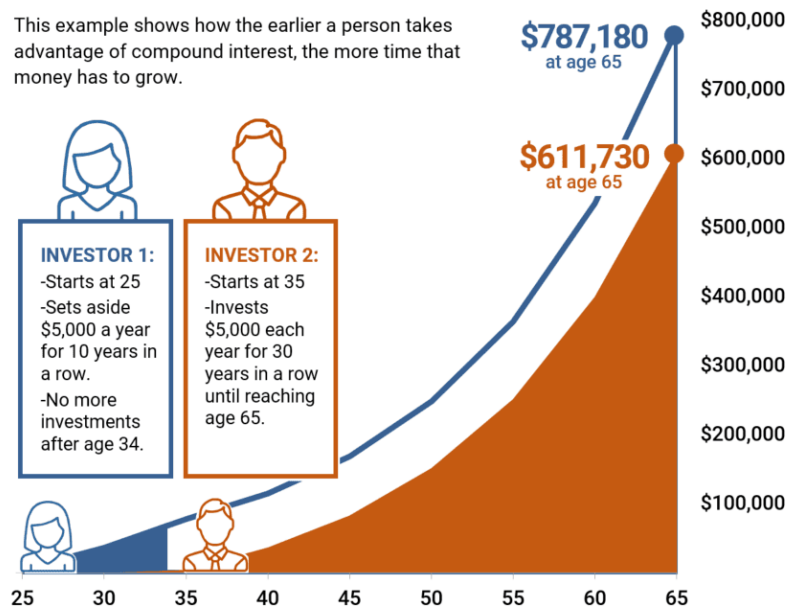 This example shows how the earlier a person takes
advantage of compound interest, the more time that
money has to grow.
$787,180
at age 65
$611,730
at age 65
INVESTOR 1:
-Starts at 25
-Sets aside
$5,000 a year
for 10 years in
a row.
-No more
investments
after age 34.
INVESTOR 2:
-Starts at 35
-Invests
$5,000 each
year for 30
years in a row
until reaching
age 65.
$800,000
$700,000
$600,000
$500,000
$400,000
$300,000
$200,000
$100,000
25 30 35 40 45 50 55 60 65